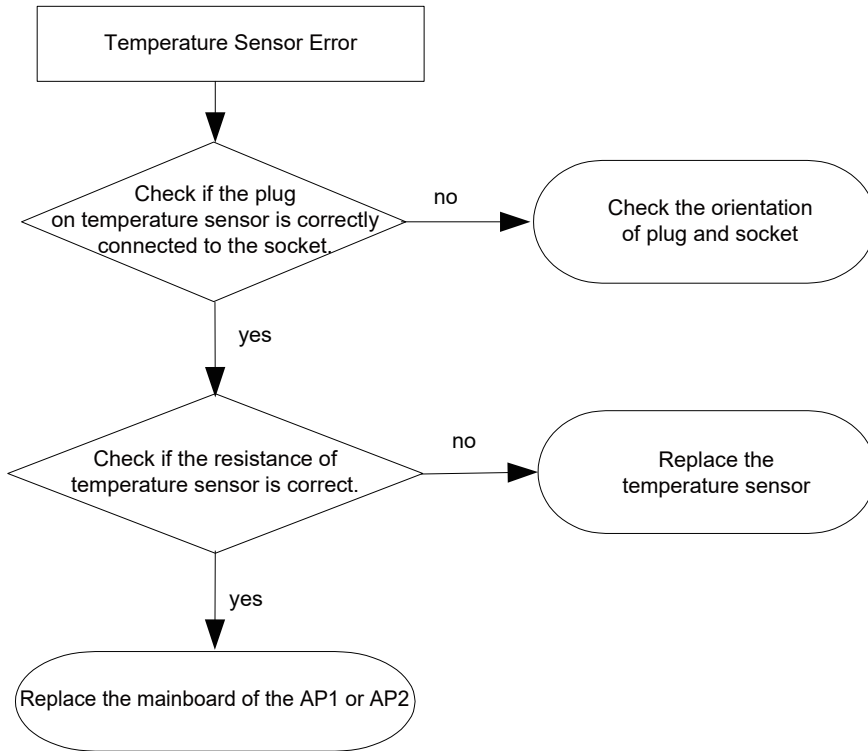 Temperature Sensor Error
Check if the plug
on temperature sensor is correctly
connected to the socket.
no
Check the orientation
of plug and socket
yes
Check if the resistance of
temperature sensor is correct.
no
Replace the
temperature sensor
yes
Replace the mainboard of the AP1 or AP2